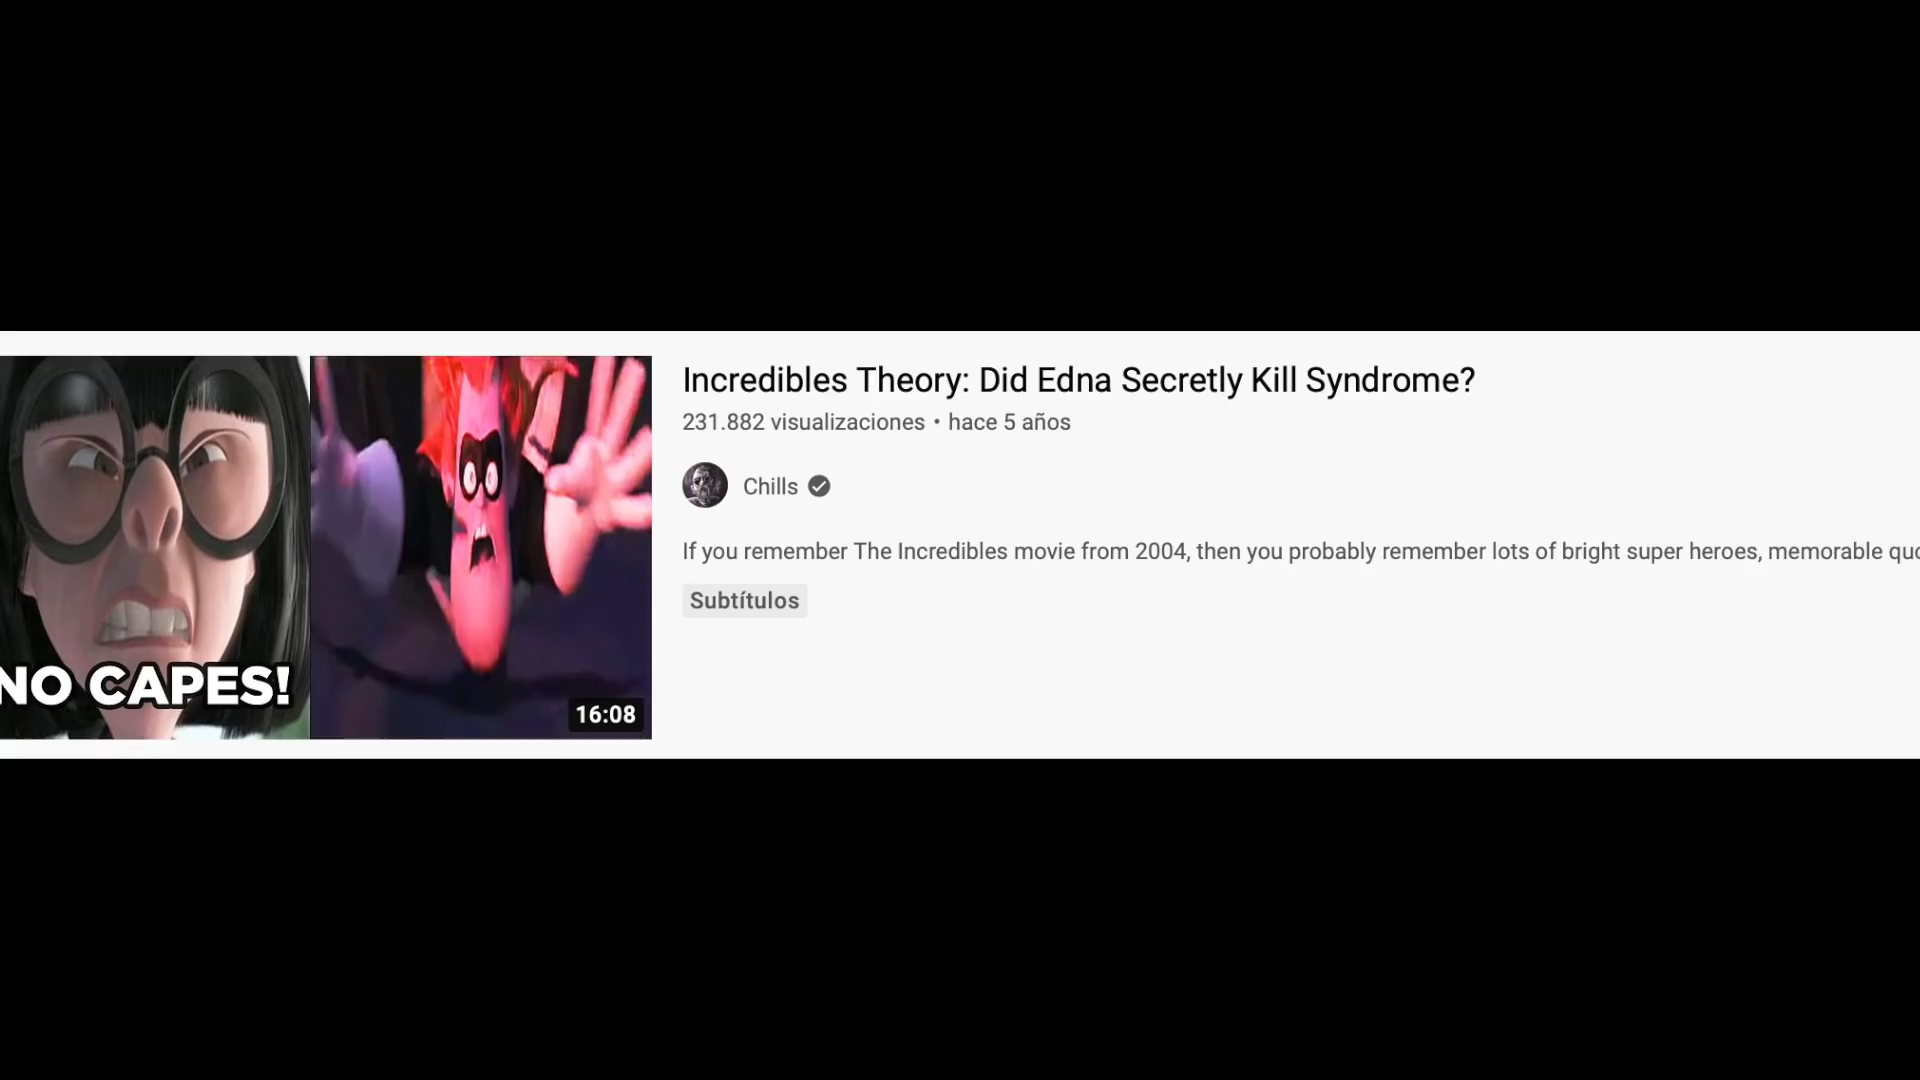 NO CAPES!
16:08
Incredibles Theory: Did Edna Secretly Kill Syndrome?
231.882 visualizaciones • hace 5 años
Chills
If you remember The Incredibles movie from 2004, then you probably remember lots of bright super heroes, memorable
Subtítulos